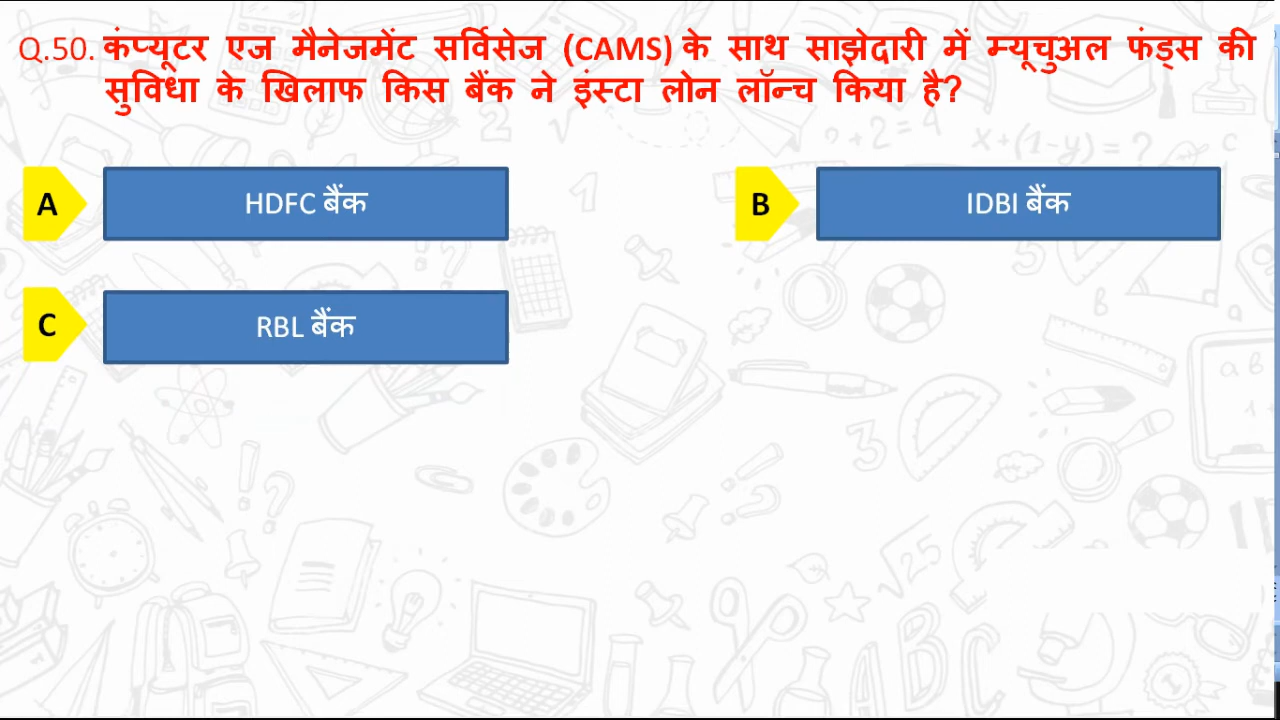 Q.50. कंप्यूटर एज मैनेजमेंट सर्विसेज (CAMS) के साथ साझेदारी में म्यूचुअल फंड्स की
सुविधा के खिलाफ किस बैंक ने इंस्टा लोन लॉन्च किया है?
A HDFC बैंक
B IDBI बैंक
C RBL बैंक